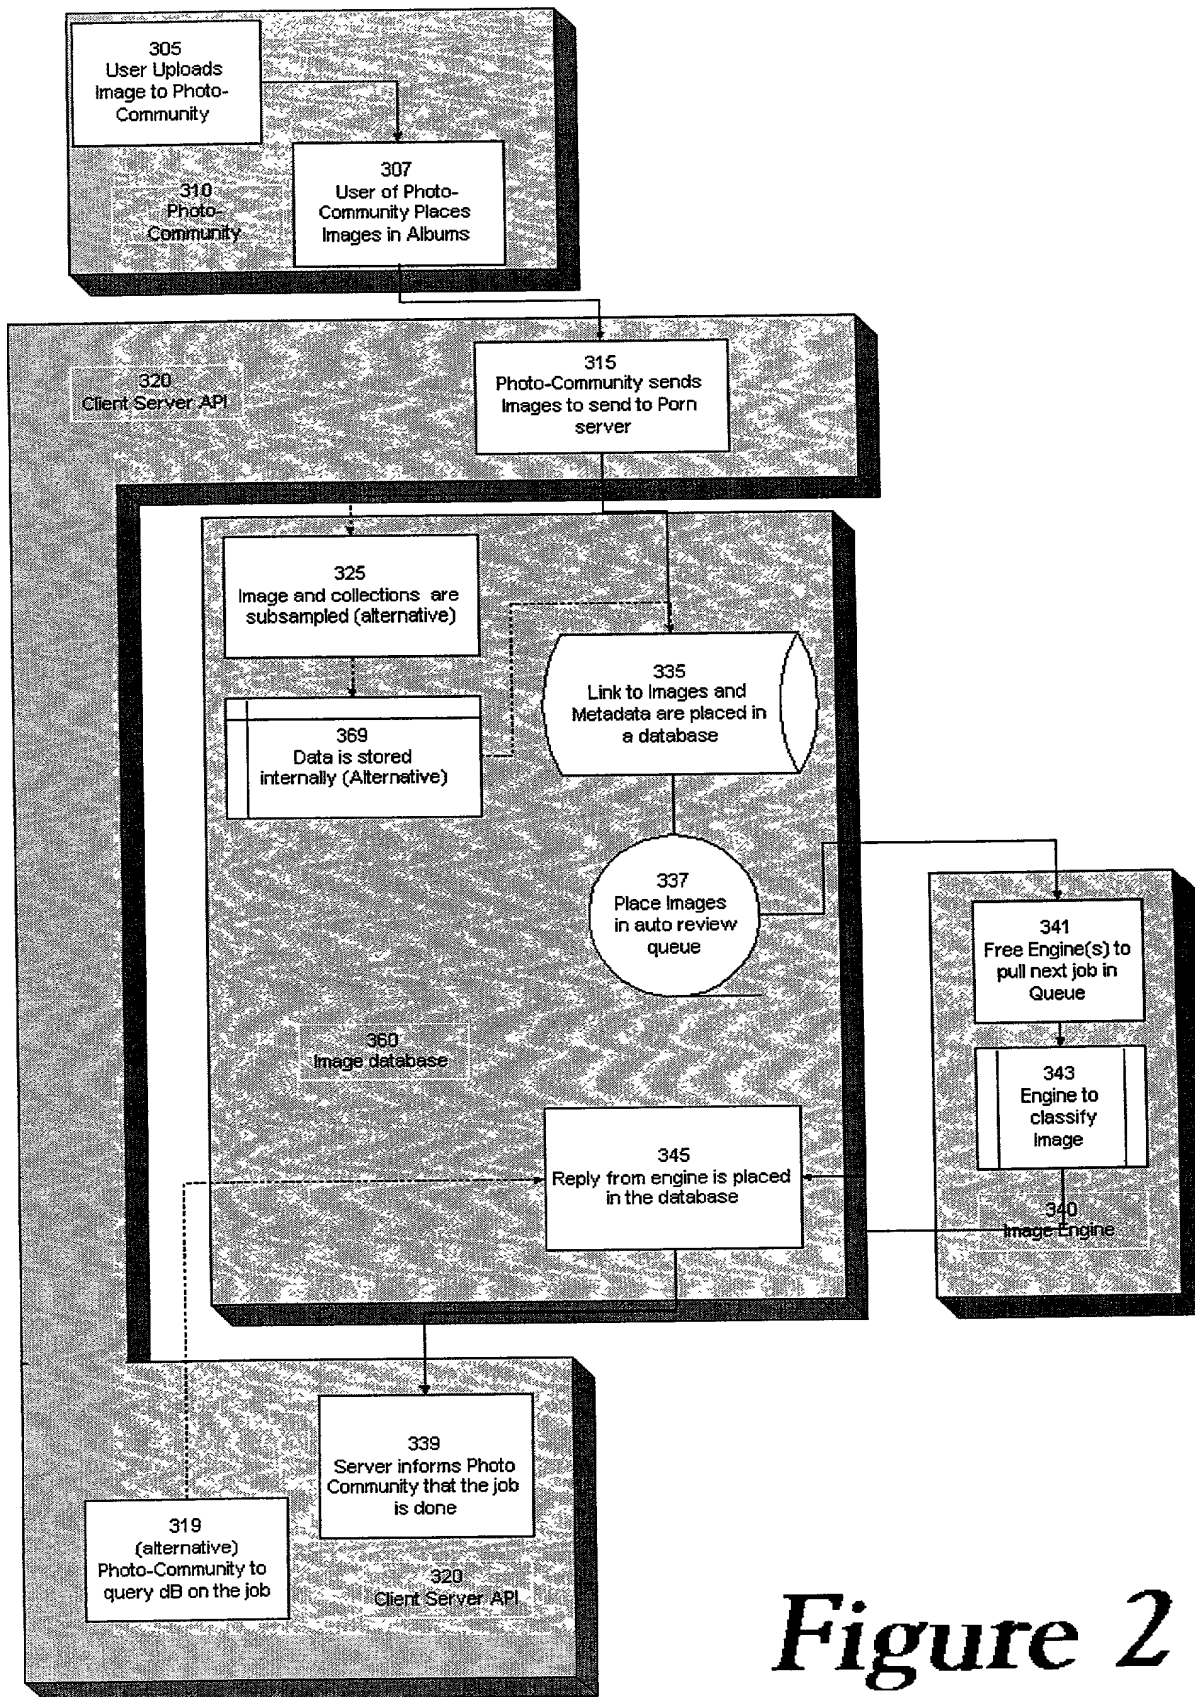 305
User Uploads
Image to Photo-
Community
307
User of Photo-
Community Places
Images in Albums
310
Photo-
Community
315
Photo-Community sends
Images to send to Porn
server
320
Client Server API
325
Image and collections are
subsampled (alternative)
335
Link to Images and
Metadata are placed in
a database
369
Data is stored
internally (Alternative)
337
Place Images
in auto review
queue
341
Free Engine(s) to
pull next job in
Queue
360
Image database
343
Engine to
classify
Image
345
Reply from engine is placed
in the database
340
Image Engine
339
Server informs Photo
Community that the job
is done
319
(alternative)
Photo-Community to
query dB on the job
320
Client Server API
Figure 2